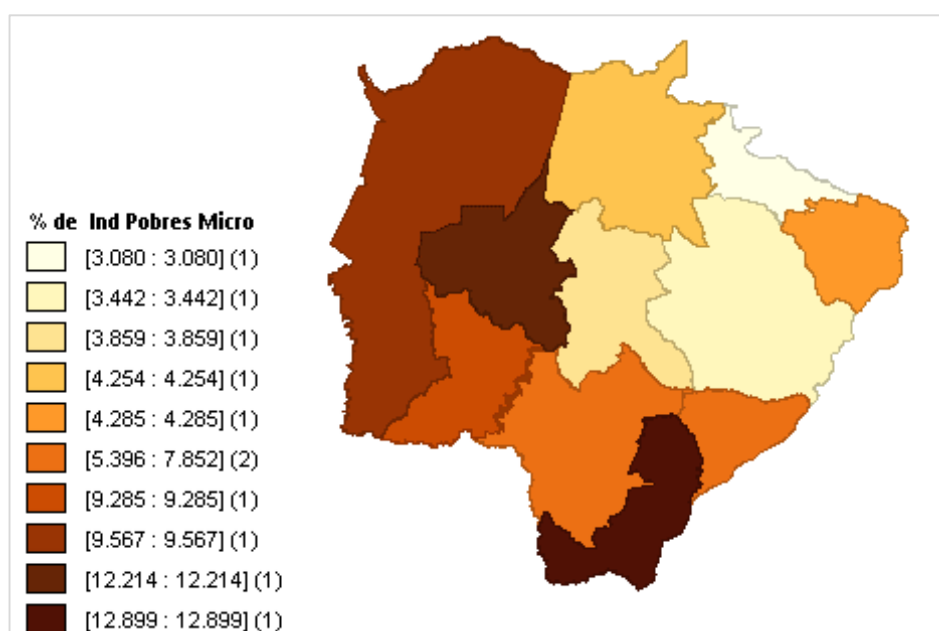 % de Ind Pobres Micro
[3.080 : 3.080] (1)
[3.442 : 3.442] (1)
[3.859 : 3.859] (1)
[4.254 : 4.254] (1)
[4.285 : 4.285] (1)
[5.396 : 7.852] (2)
[9.285 : 9.285] (1)
[9.567 : 9.567] (1)
[12.214 : 12.214] (1)
[12.899 : 12.899] (1)